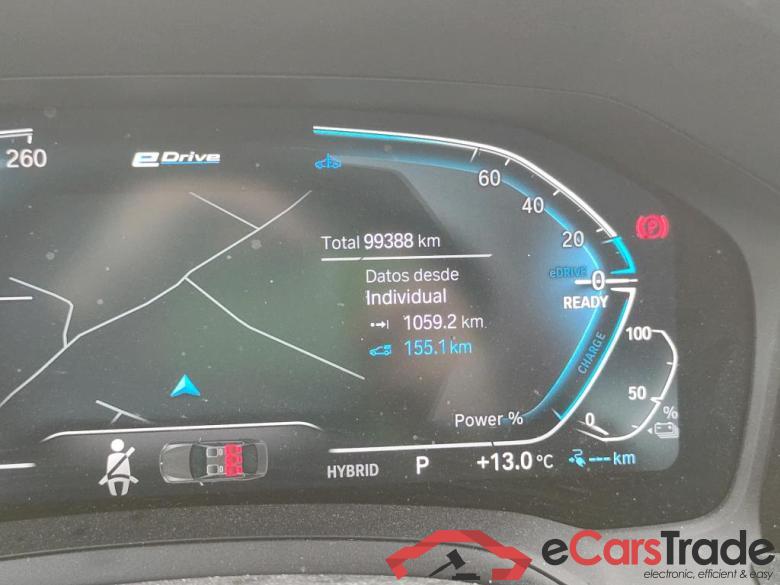 260
eDrive
60
40
20
Total 99388 km
Datos desde
Individual
1059.2 km
155.1 km
eDRIVE
0
READY
CHARGE
Power %
100
50
0
%
HYBRID
P
+13.0 °C
--- km
(P)
eCarsTrade
electronic, efficient & easy